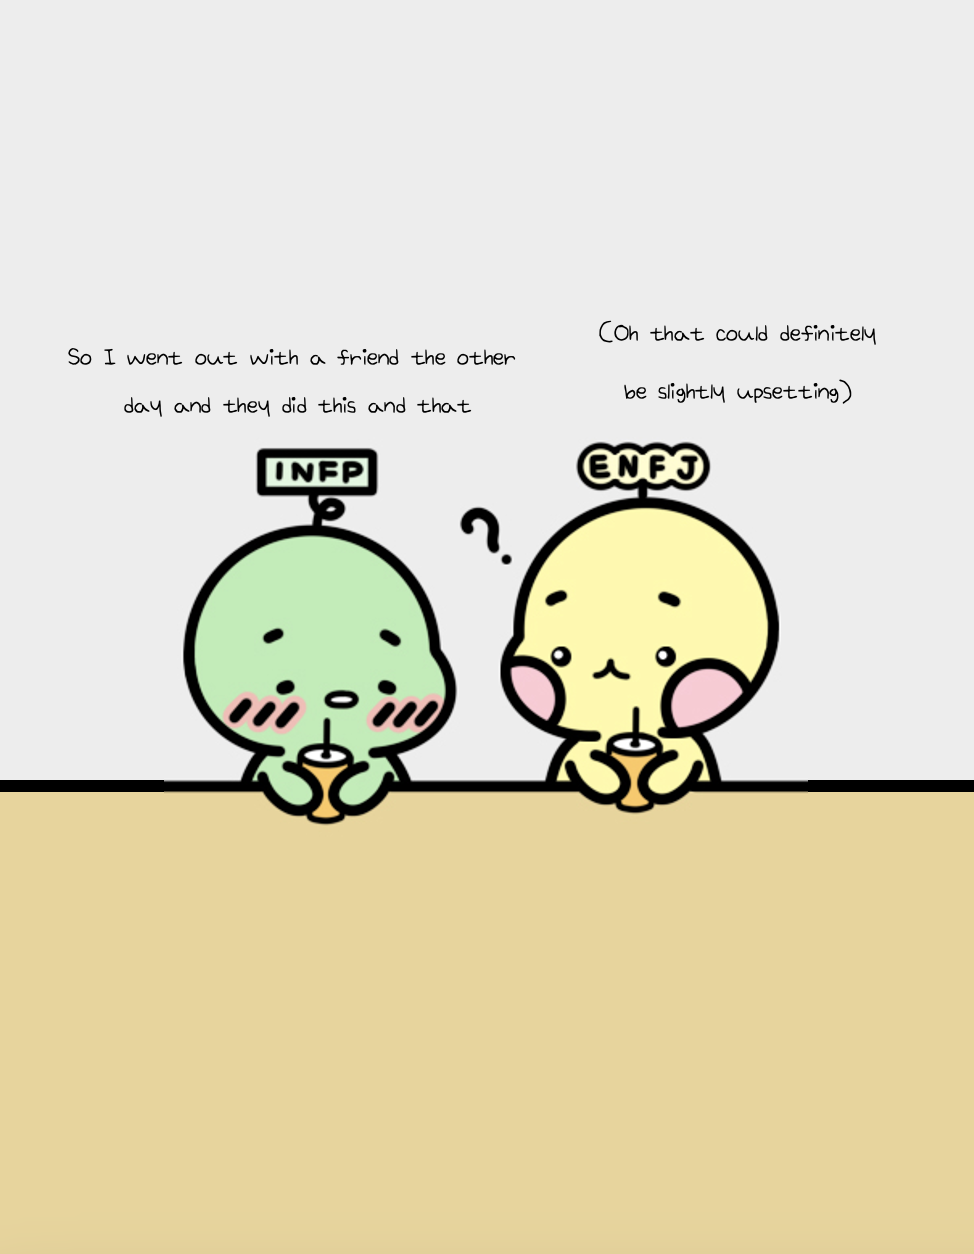 So I went out with a friend the other
day and they did this and that
(Oh that could definitely
be slightly upsetting)
INFP
ENFJ
?